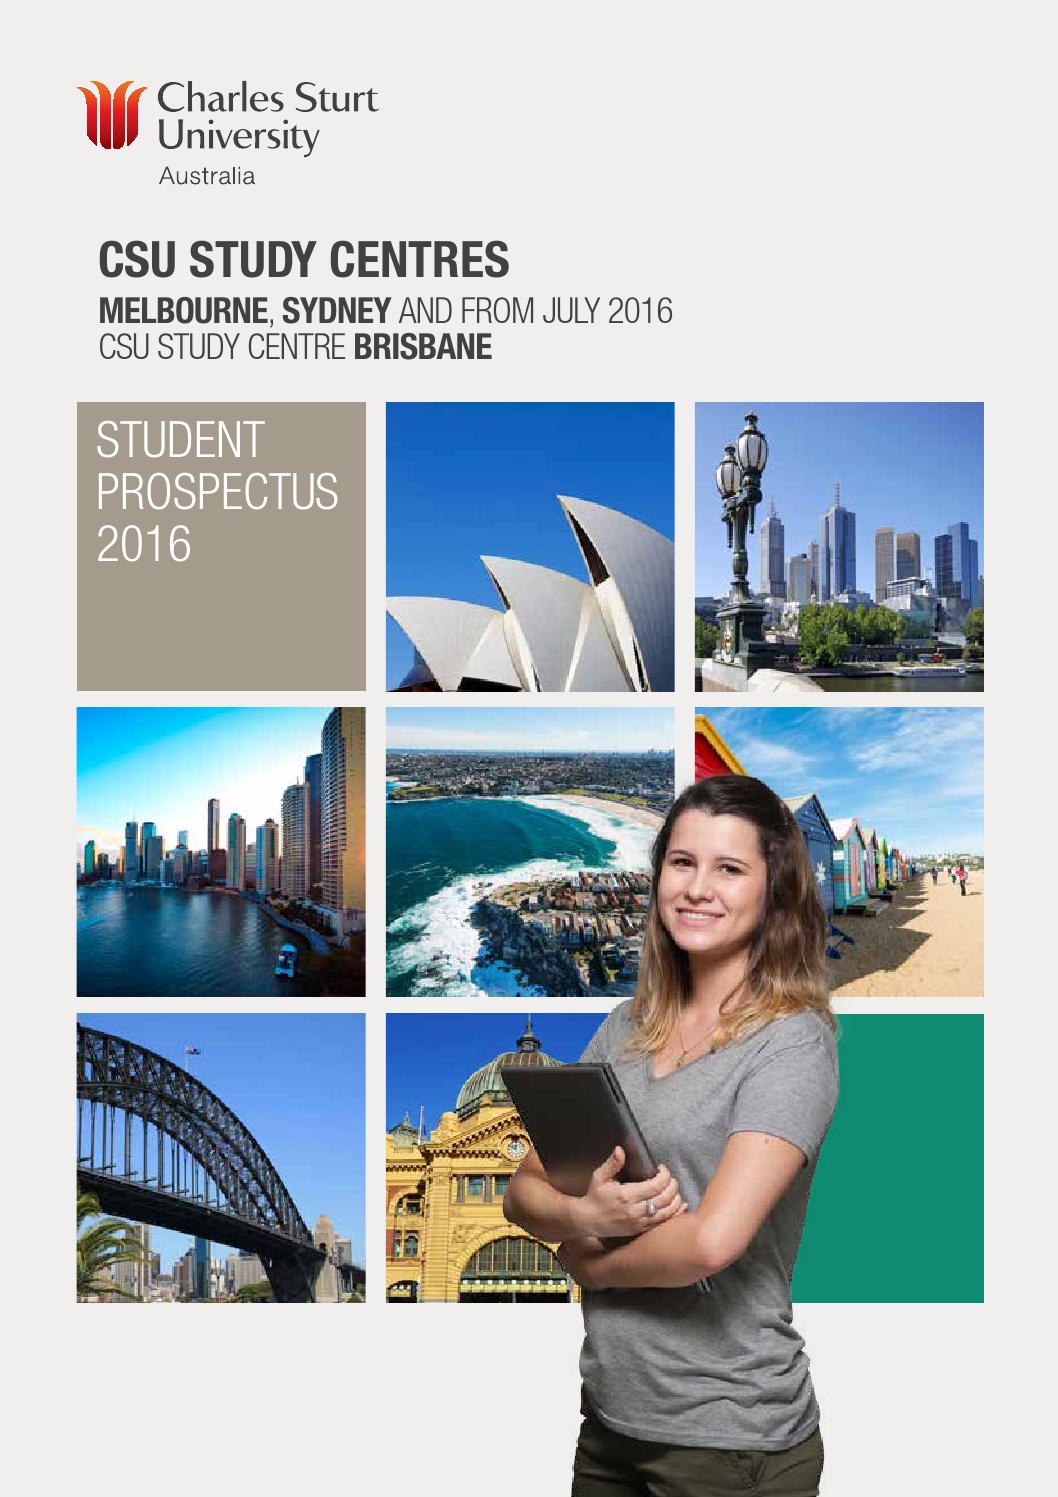 Charles Sturt
University
Australia
CSU STUDY CENTRES
MELBOURNE, SYDNEY AND FROM JULY 2016
CSU STUDY CENTRE BRISBANE
STUDENT
PROSPECTUS
2016